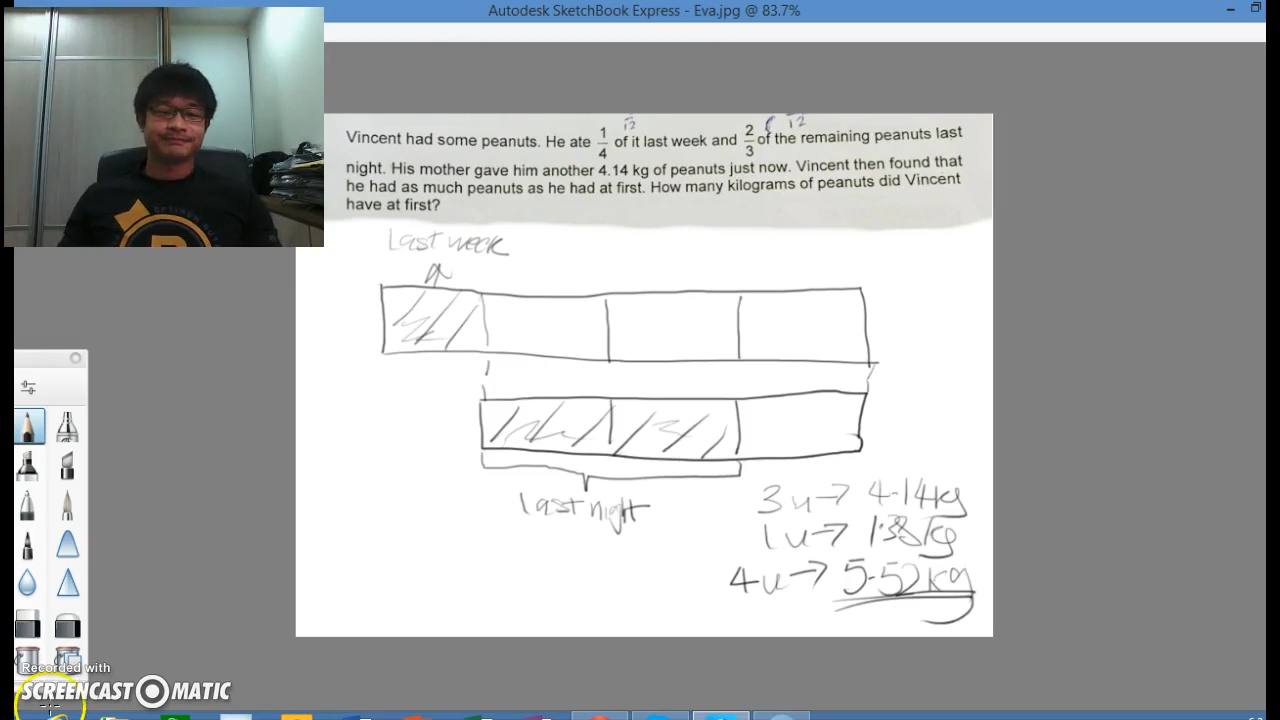 Autodesk SketchBook Express - Eva.jpg @ 83.7%
12 12
Vincent had some peanuts. He ate 1/4 of it last week and 2/3 of the remaining peanuts last
night. His mother gave him another 4.14 kg of peanuts just now. Vincent then found that
he had as much peanuts as he had at first. How many kilograms of peanuts did Vincent
have at first?
Last week
last night
3u → 4.14kg
1u → 1.38kg
4u → 5.52kg
Recorded with
SCREENCAST MATIC